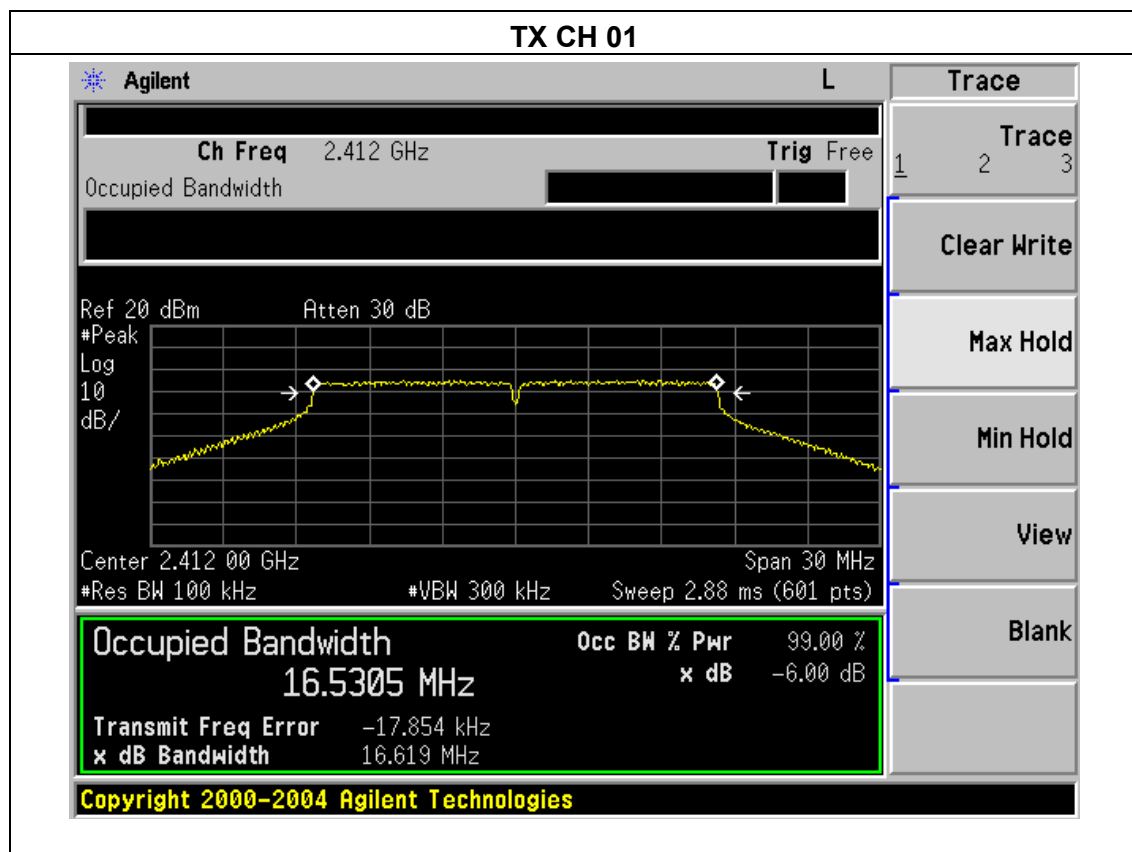 TX CH 01
Agilent
L
Trace
Ch Freq 2.412 GHz
Trig Free
Occupied Bandwidth
Trace
1 2 3
Clear Write
Max Hold
Min Hold
View
Blank
Ref 20 dBm Atten 30 dB
#Peak
Log
10
dB/
Center 2.412 00 GHz Span 30 MHz
#Res BW 100 kHz #VBW 300 kHz Sweep 2.88 ms (601 pts)
Occupied Bandwidth
16.5305 MHz
Occ BW % Pwr 99.00 %
x dB -6.00 dB
Transmit Freq Error -17.854 kHz
x dB Bandwidth 16.619 MHz
Copyright 2000-2004 Agilent Technologies